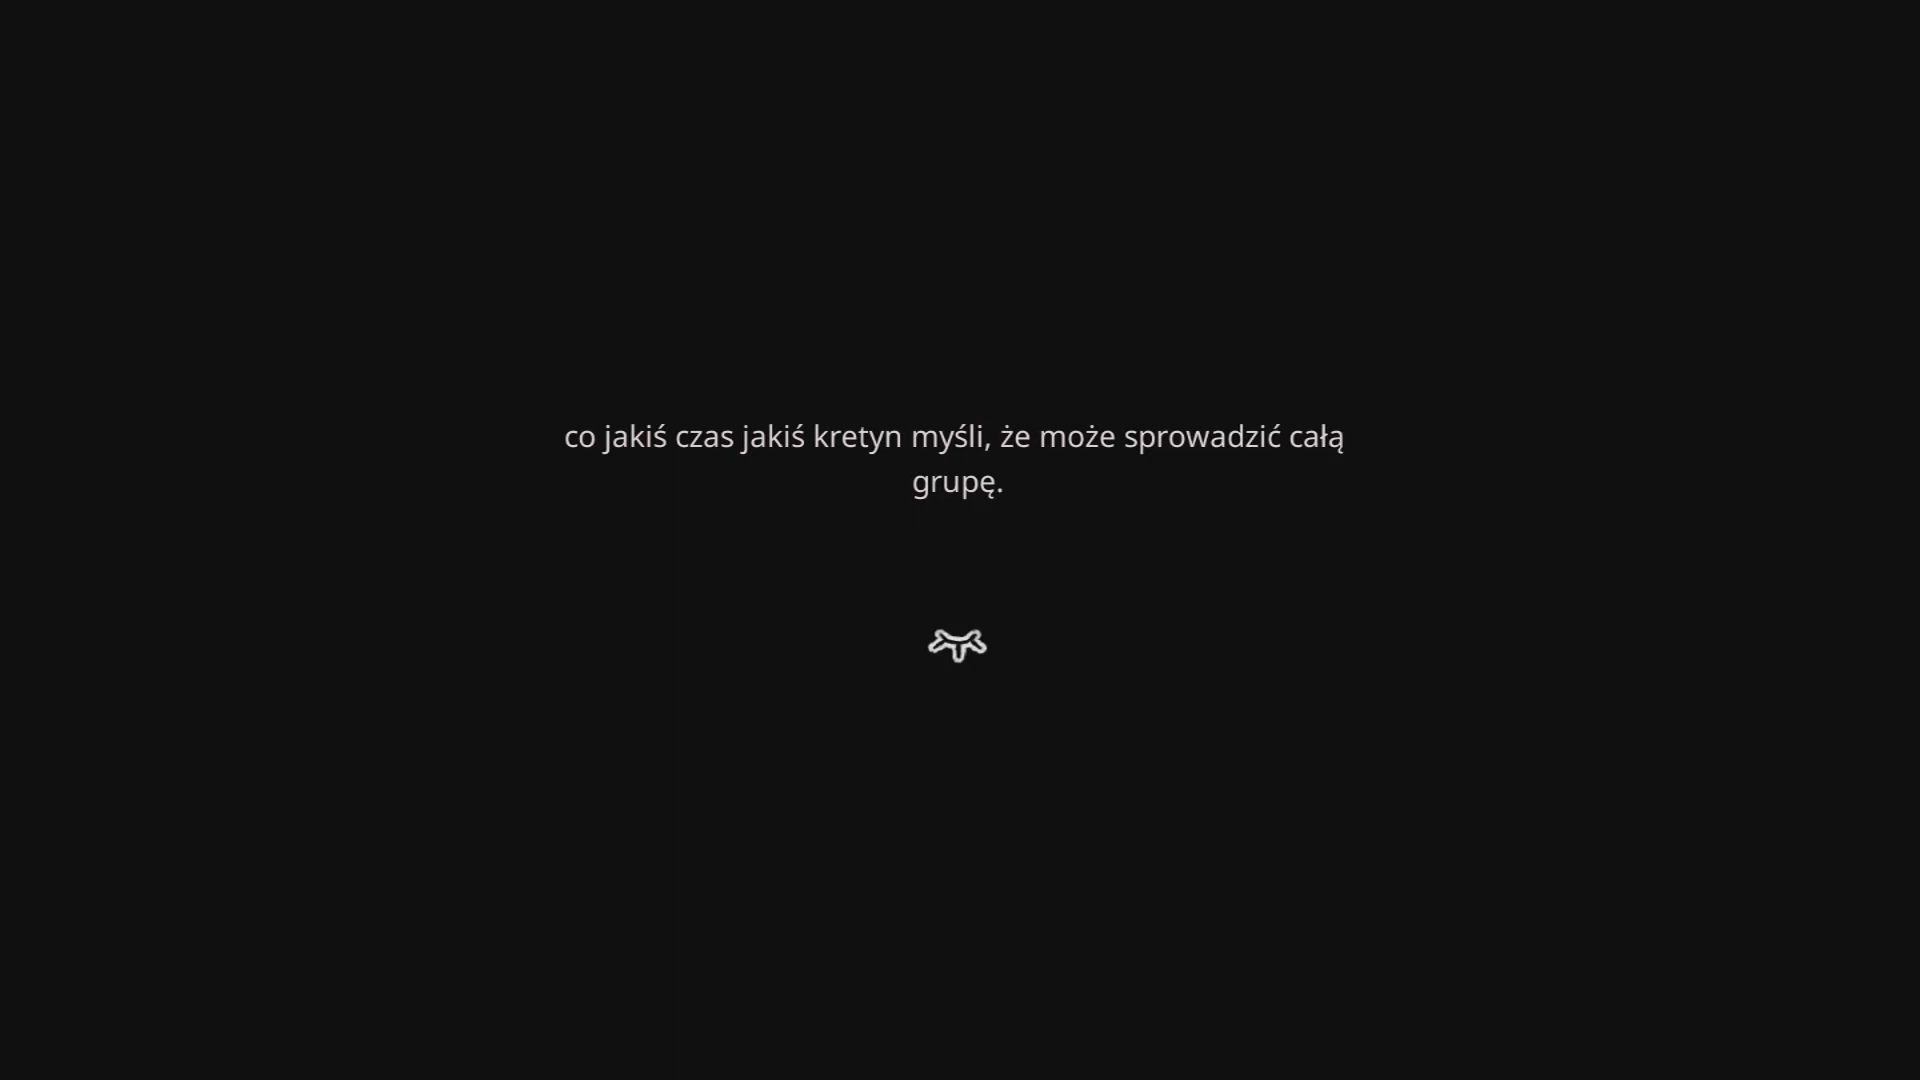 co jakiś czas jakiś kretyn myśli, że może sprowadzić całą
grupę.